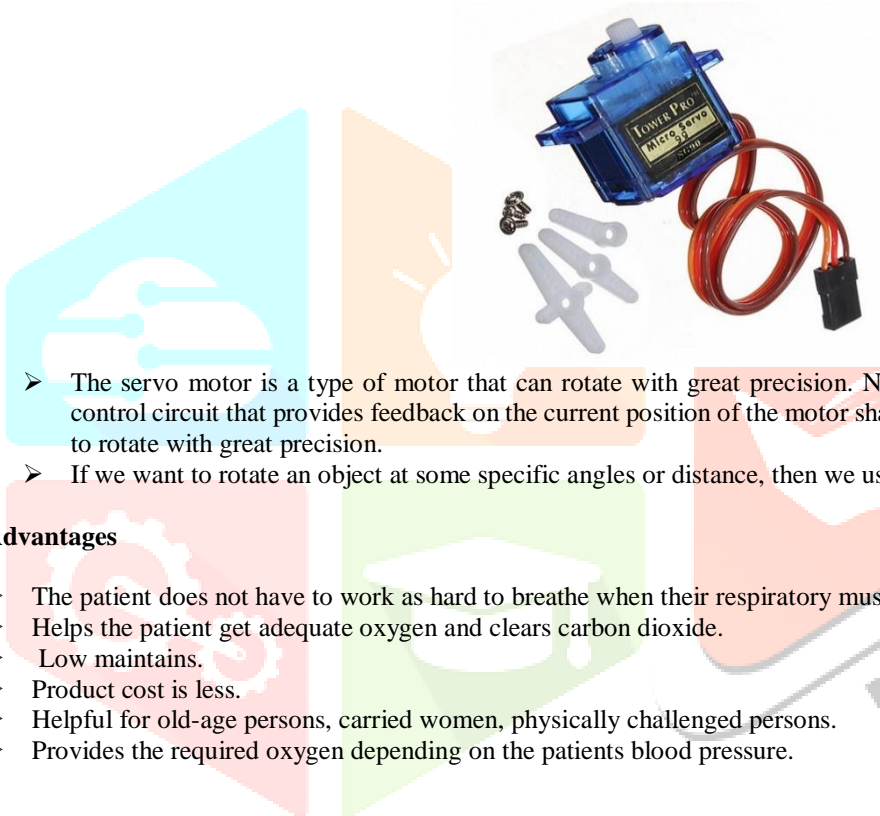 TOWER PRO™
Micro Servo
9g
SG90
➢ The servo motor is a type of motor that can rotate with great precision. N
control circuit that provides feedback on the current position of the motor sha
to rotate with great precision.
➢ If we want to rotate an object at some specific angles or distance, then we us
dvantages
The patient does not have to work as hard to breathe when their respiratory mus
Helps the patient get adequate oxygen and clears carbon dioxide.
Low maintains.
Product cost is less.
Helpful for old-age persons, carried women, physically challenged persons.
Provides the required oxygen depending on the patients blood pressure.